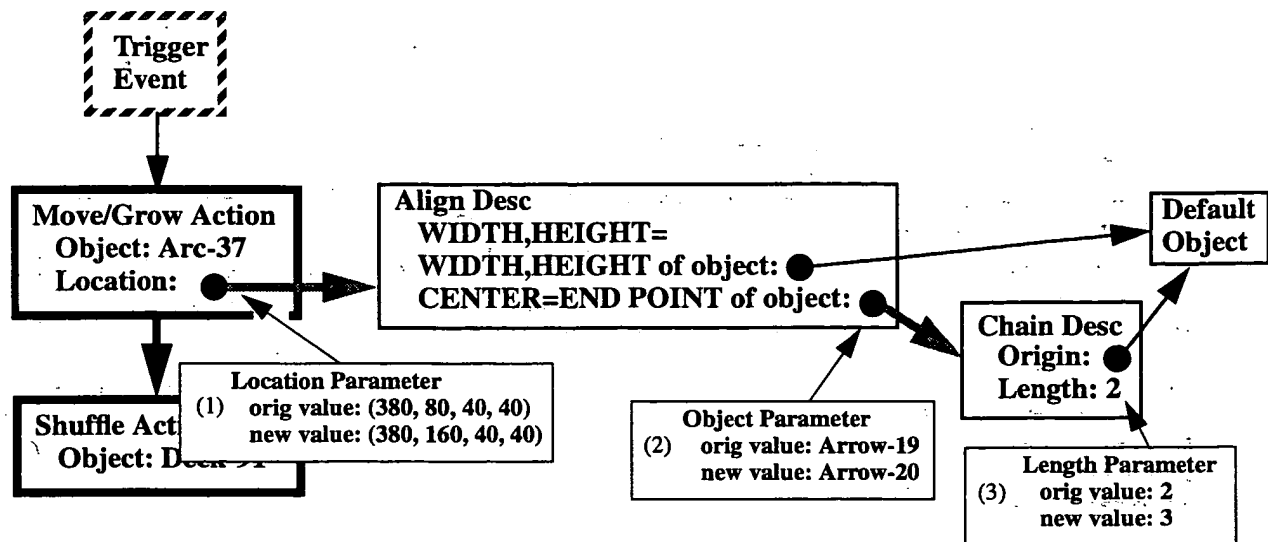 Trigger
Event
Move/Grow Action
Object: Arc-37
Location:
Align Desc
WIDTH,HEIGHT=
WIDTH,HEIGHT of object:
CENTER=END POINT of object:
Default
Object
Chain Desc
Origin:
Length: 2
Location Parameter
(1) orig value: (380, 80, 40, 40)
new value: (380, 160, 40, 40)
Shuffle Act
Object:
Object Parameter
(2) orig value: Arrow-19
new value: Arrow-20
Length Parameter
(3) orig value: 2
new value: 3